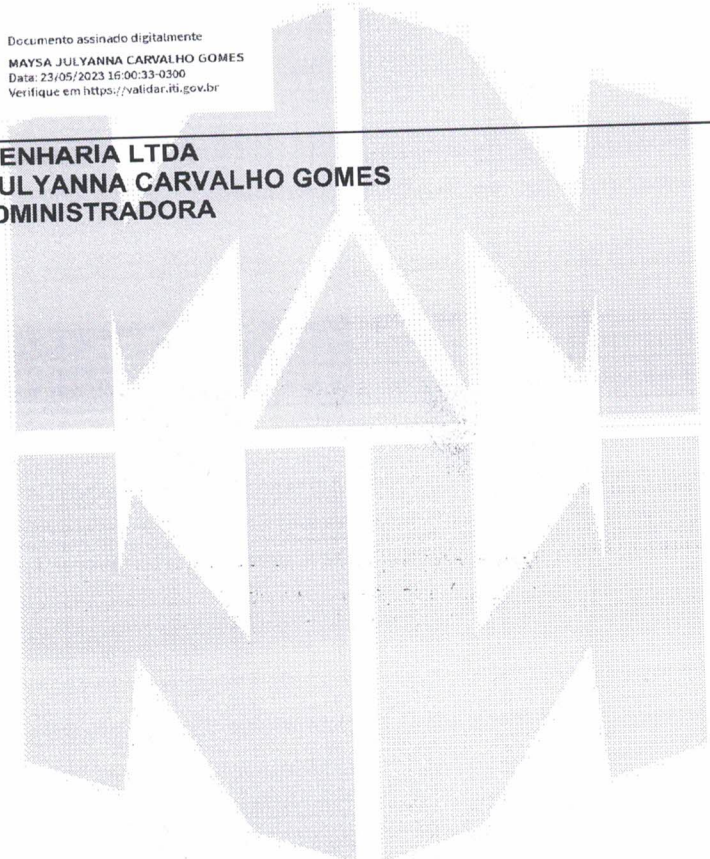 Documento assinado digitalmente
MAYSA JULYANNA CARVALHO GOMES
Data: 23/05/2023 16:00:33-0300
Verifique em https://validar.iti.gov.br
ENHARIA LTDA
ULYANNA CARVALHO GOMES
DMINISTRADORA